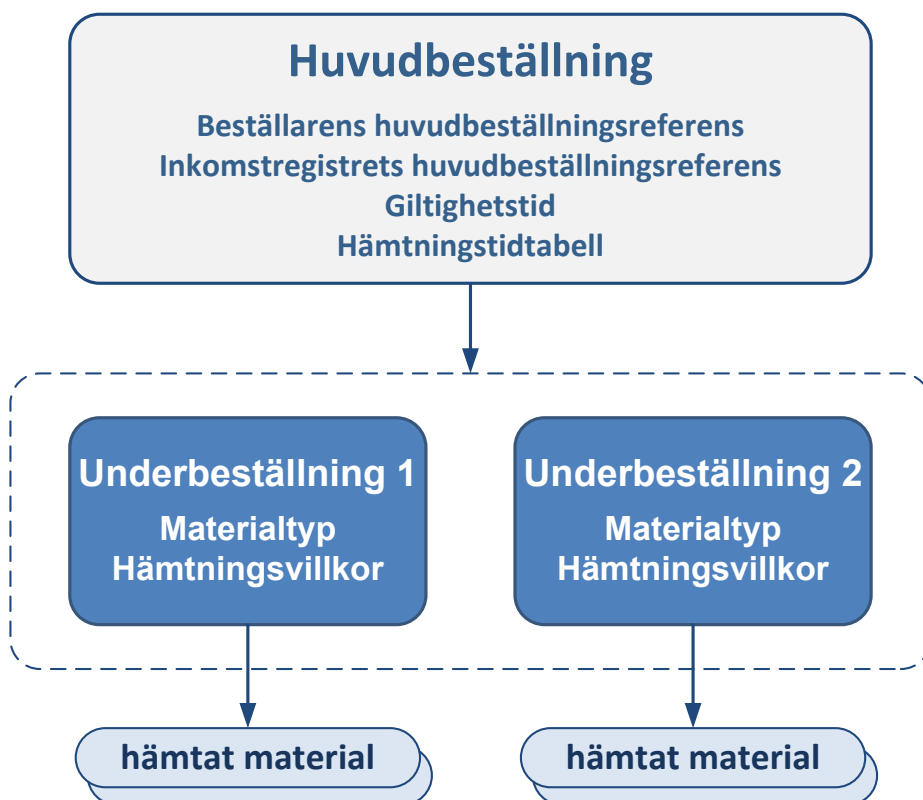 Huvudbeställning
Beställarens huvudbeställningsreferens
Inkomstregistrets huvudbeställningsreferens
Giltighetstid
Hämtningstidtabell
Underbeställning 1
Materialtyp
Hämtningsvillkor
Underbeställning 2
Materialtyp
Hämtningsvillkor
hämtat material
hämtat material